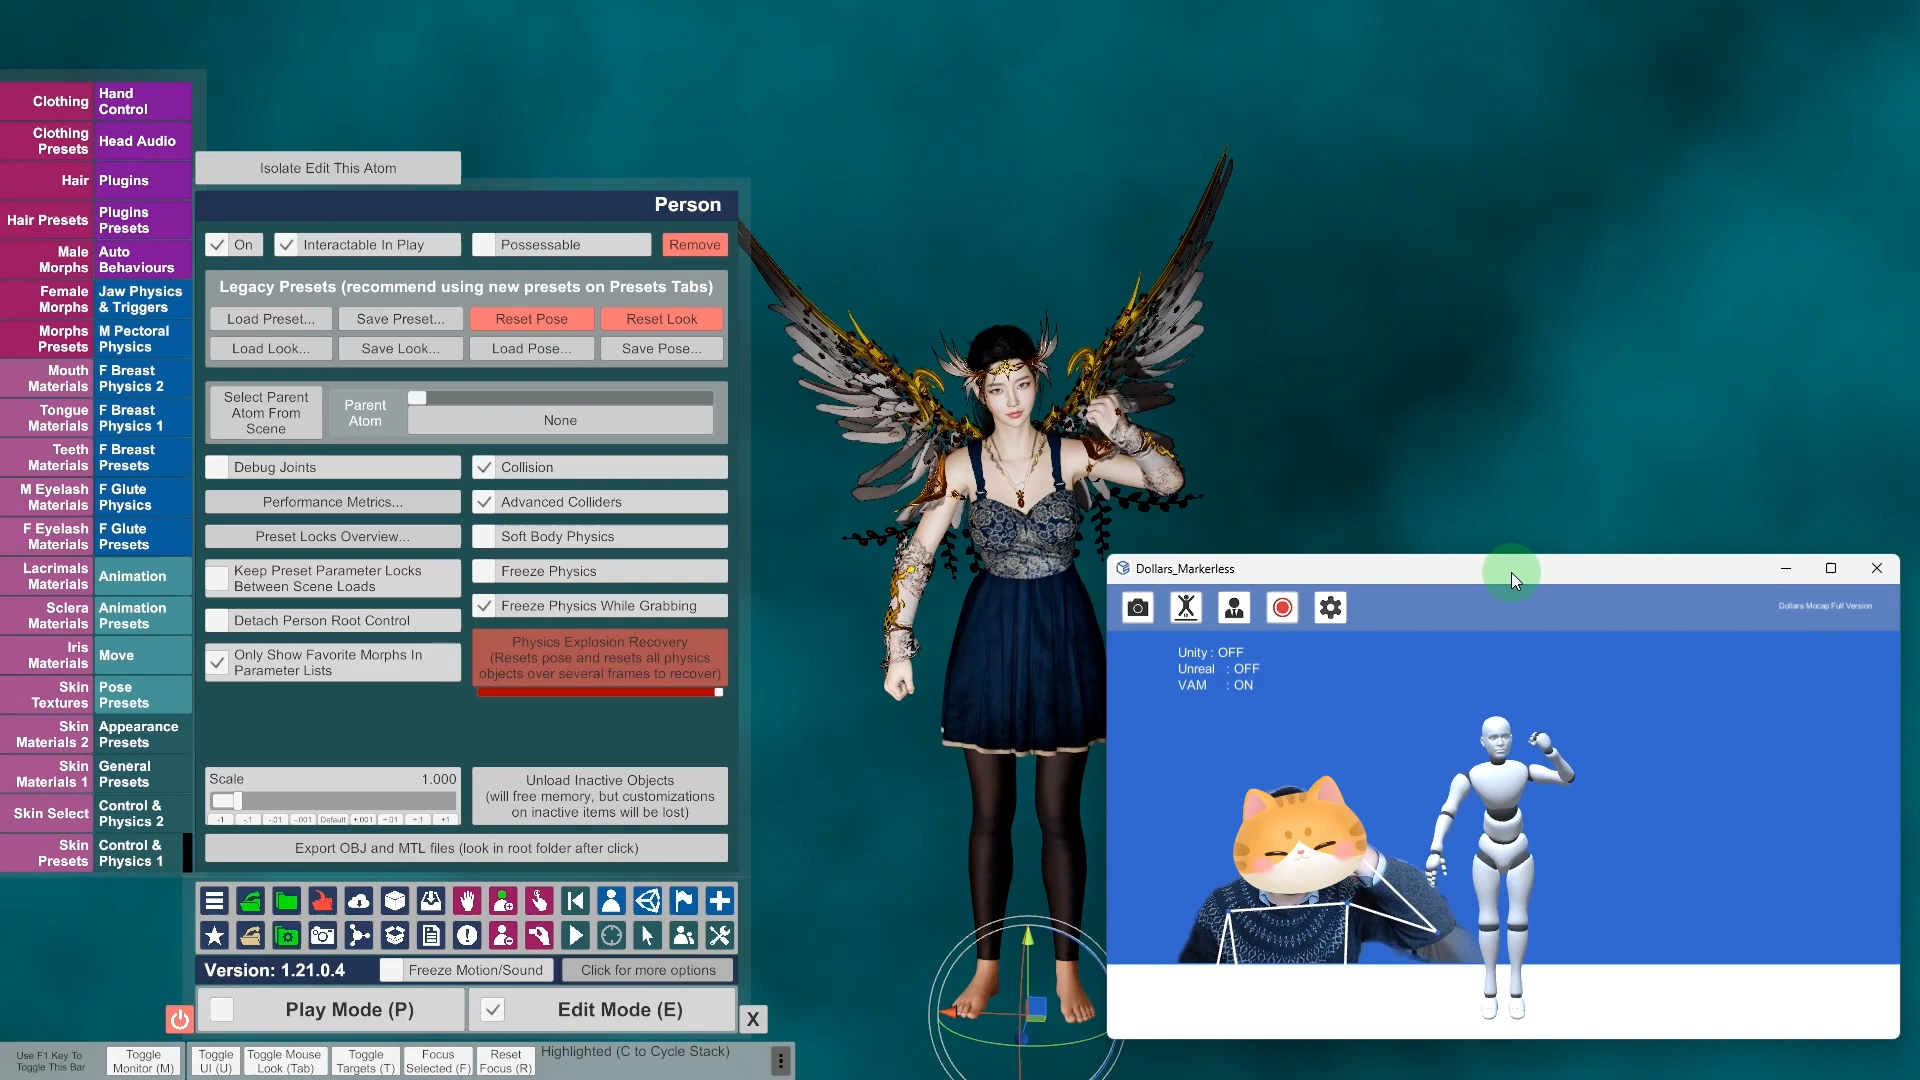 Clothing
Hand
Control
Clothing
Presets
Head Audio
Hair
Plugins
Hair Presets
Plugins
Presets
Male
Morphs
Auto
Behaviours
Female
Morphs
Jaw Physics
& Triggers
Morphs
Presets
M Pectoral
Physics
Mouth
Materials
F Breast
Physics 2
Tongue
Materials
F Breast
Physics 1
Teeth
Materials
F Breast
Presets
M Eyelash
Materials
F Glute
Physics
F Eyelash
Materials
F Glute
Presets
Lacrimals
Materials
Animation
Sclera
Materials
Animation
Presets
Iris
Materials
Move
Skin
Textures
Pose
Presets
Skin
Materials 2
Appearance
Presets
Skin
Materials 1
General
Presets
Skin Select
Control &
Physics 2
Skin
Presets
Control &
Physics 1
Isolate Edit This Atom
Person
On
Interactable In Play
Possessable
Remove
Legacy Presets (recommend using new presets on Presets Tabs)
Load Preset...
Save Preset...
Reset Pose
Reset Look
Load Look...
Save Look...
Load Pose...
Save Pose...
Select Parent
Atom From
Scene
Parent
Atom
None
Debug Joints
Collision
Performance Metrics...
Advanced Colliders
Preset Locks Overview...
Soft Body Physics
Keep Preset Parameter Locks
Between Scene Loads
Freeze Physics
Freeze Physics While Grabbing
Detach Person Root Control
Physics Explosion Recovery
(Resets pose and resets all physics
objects over several frames to recover)
Only Show Favorite Morphs In
Parameter Lists
Scale
1.000
-1
-.1
-.01
-.001
Default
+.001
+.01
+.1
+1
Unload Inactive Objects
(will free memory, but customizations
on inactive items will be lost)
Export OBJ and MTL files (look in root folder after click)
Version: 1.21.0.4
Freeze Motion/Sound
Click for more options
Play Mode (P)
Edit Mode (E)
X
Use F1 Key To
Toggle This Bar
Toggle
Monitor (M)
Toggle
UI (U)
Toggle Mouse
Look (Tab)
Toggle
Targets (T)
Focus
Selected (F)
Reset
Focus (R)
Highlighted (C to Cycle Stack)
Dollars_Markerless
Dollars Mocap Full Version
Unity : OFF
Unreal : OFF
VAM : ON